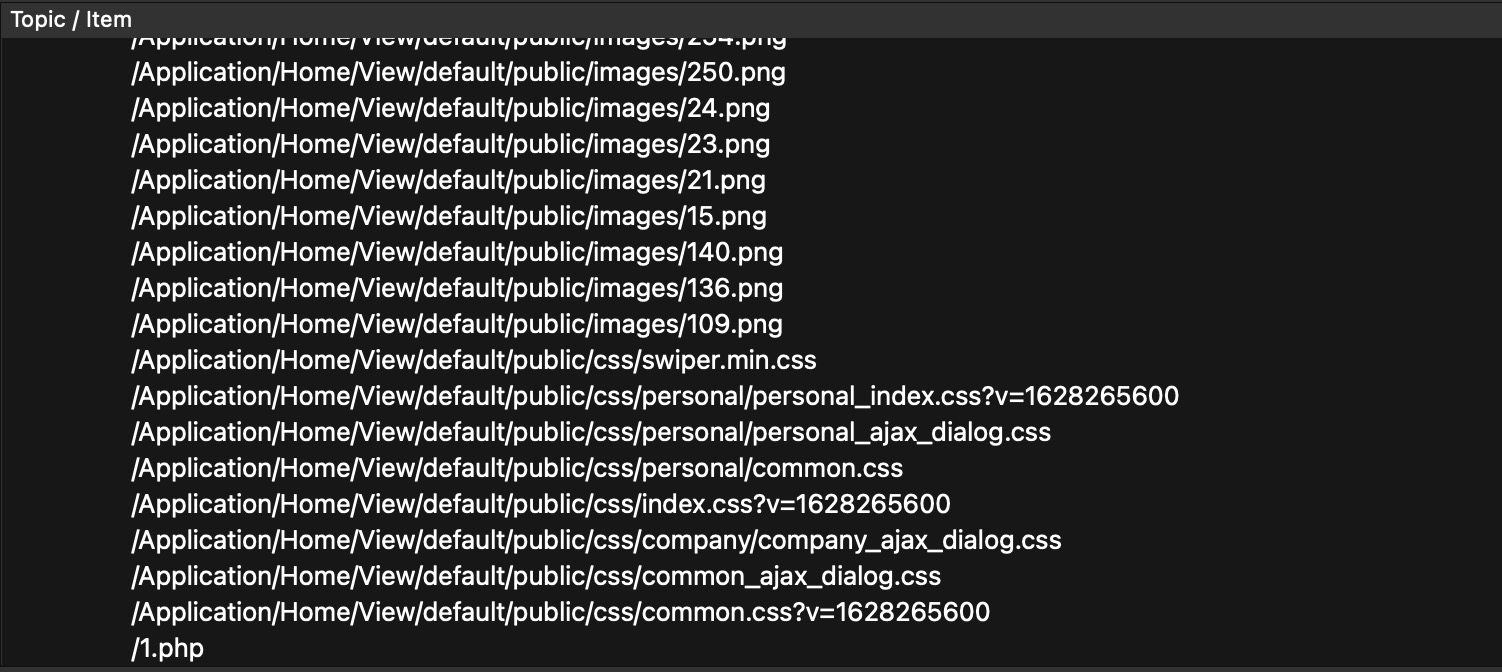 Topic / Item
/Application/Home/View/default/public/images/254.png
/Application/Home/View/default/public/images/250.png
/Application/Home/View/default/public/images/24.png
/Application/Home/View/default/public/images/23.png
/Application/Home/View/default/public/images/21.png
/Application/Home/View/default/public/images/15.png
/Application/Home/View/default/public/images/140.png
/Application/Home/View/default/public/images/136.png
/Application/Home/View/default/public/images/109.png
/Application/Home/View/default/public/css/swiper.min.css
/Application/Home/View/default/public/css/personal/personal_index.css?v=1628265600
/Application/Home/View/default/public/css/personal/personal_ajax_dialog.css
/Application/Home/View/default/public/css/personal/common.css
/Application/Home/View/default/public/css/index.css?v=1628265600
/Application/Home/View/default/public/css/company/company_ajax_dialog.css
/Application/Home/View/default/public/css/common_ajax_dialog.css
/Application/Home/View/default/public/css/common.css?v=1628265600
/1.php